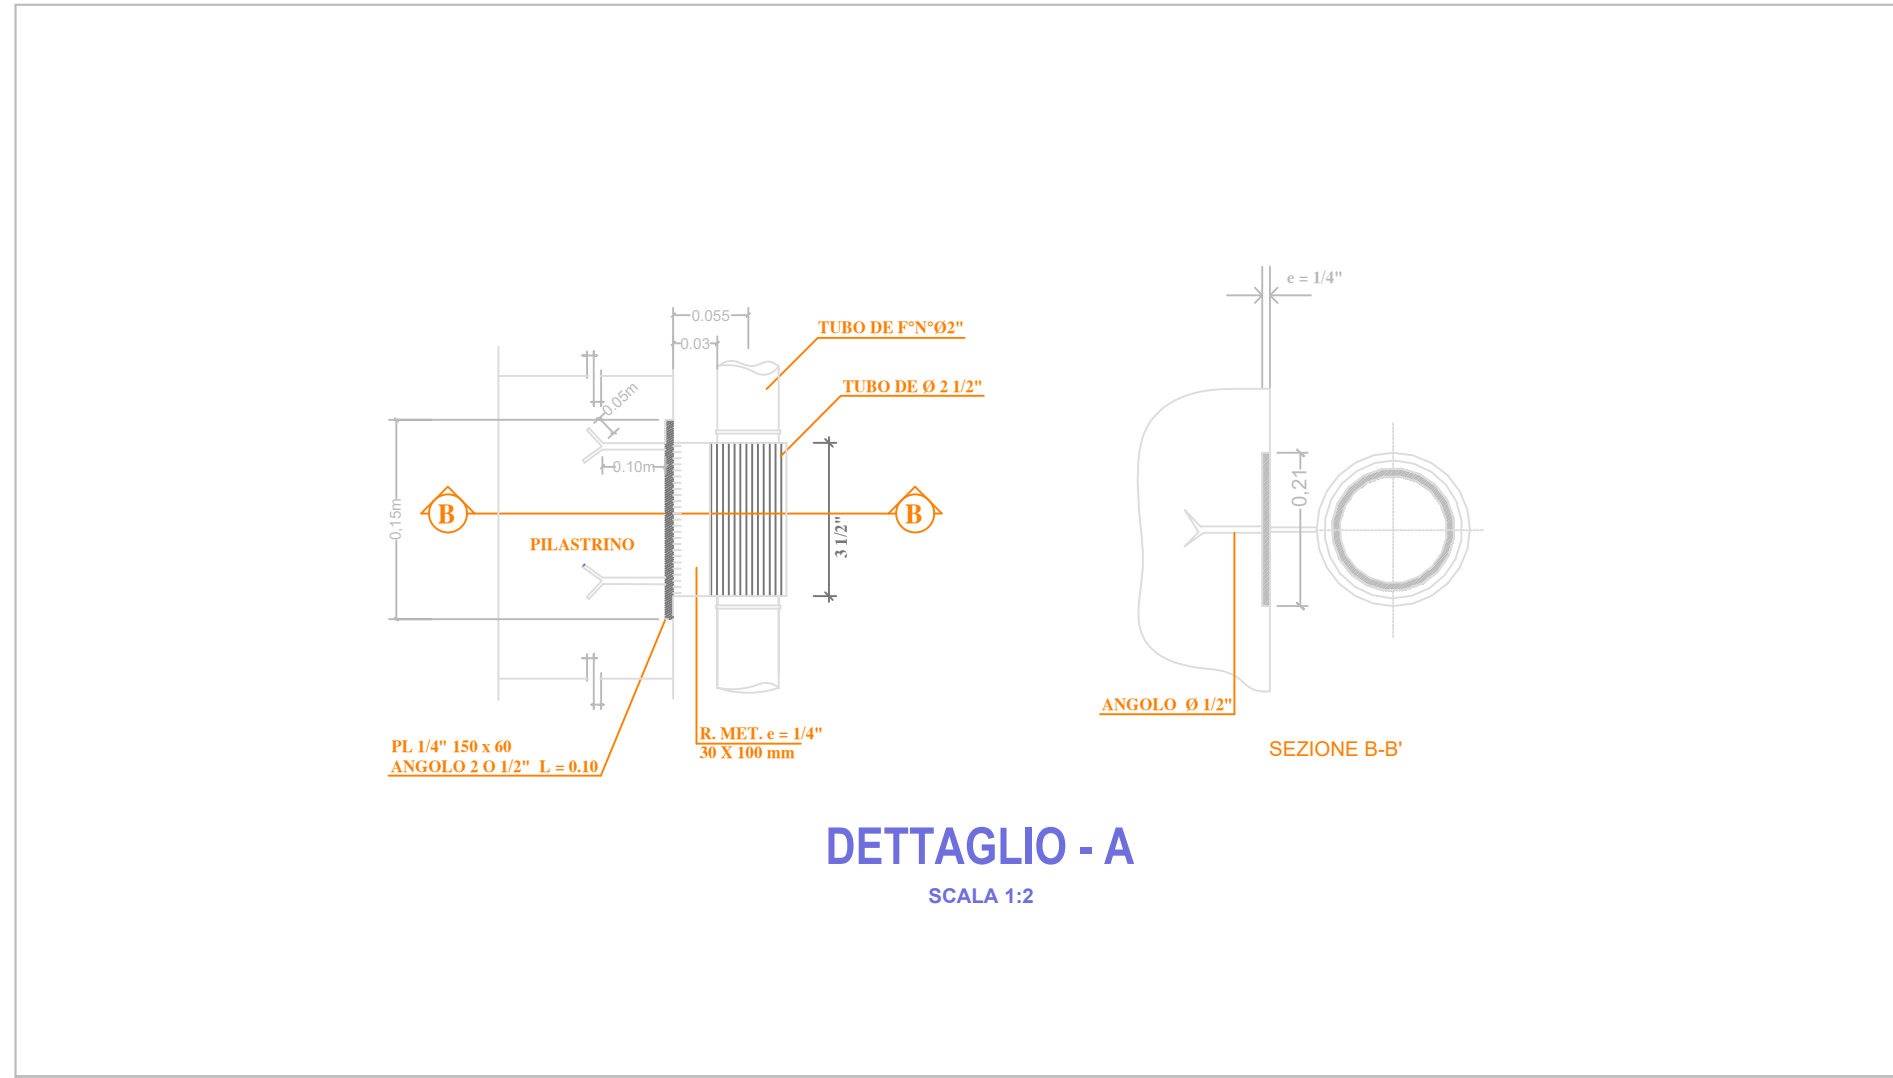 e = 1/4"
0.055
TUBO DE F°N°Ø2"
0.03
TUBO DE Ø 2 1/2"
0.05m
0.10m
0,21
0,15m
B
B
3 1/2"
PILASTRINO
ANGOLO Ø 1/2"
R. MET. e = 1/4"
30 X 100 mm
PL 1/4" 150 x 60
ANGOLO 2 O 1/2" L = 0.10
SEZIONE B-B'
DETTAGLIO - A
SCALA 1:2